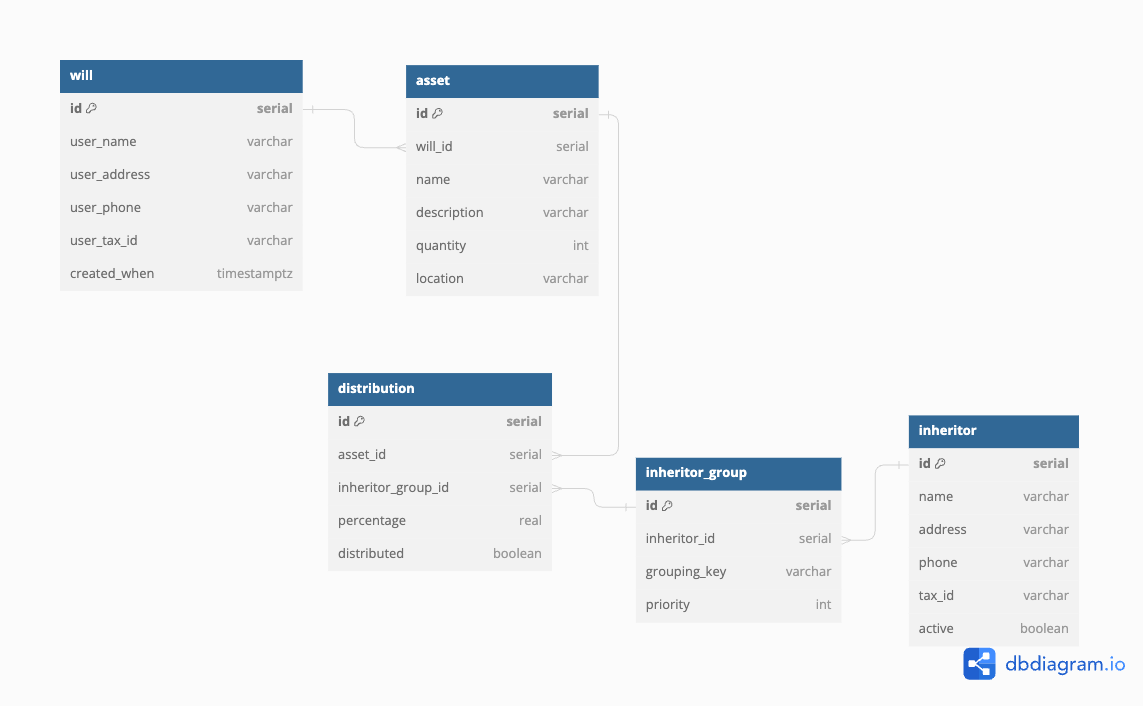 will
id serial
user_name varchar
user_address varchar
user_phone varchar
user_tax_id varchar
created_when timestamptz
asset
id serial
will_id serial
name varchar
description varchar
quantity int
location varchar
distribution
id serial
asset_id serial
inheritor_group_id serial
percentage real
distributed boolean
inheritor_group
id serial
inheritor_id serial
grouping_key varchar
priority int
inheritor
id serial
name varchar
address varchar
phone varchar
tax_id varchar
active boolean
dbdiagram.io